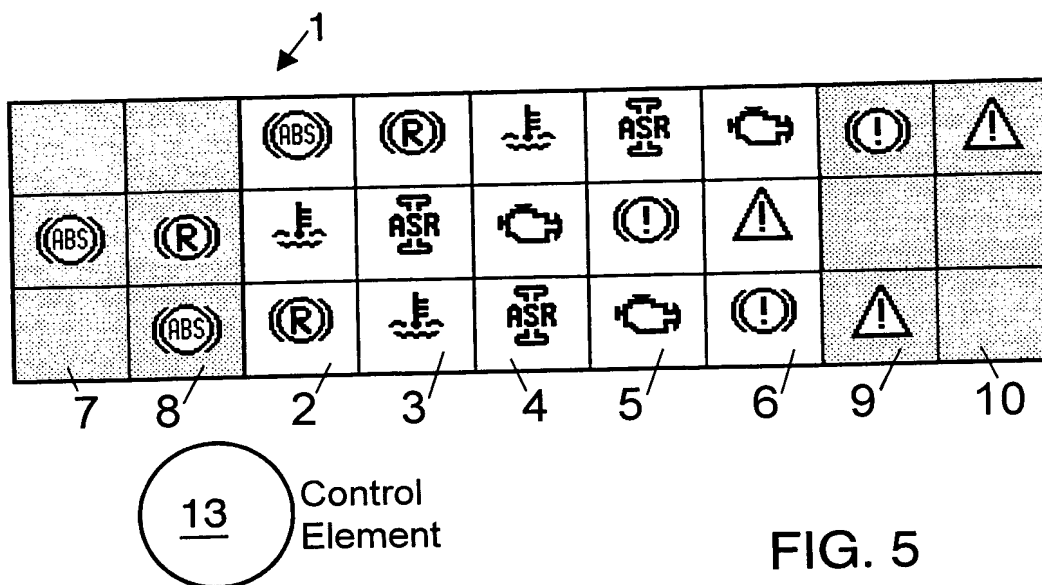 1
ABS R ASR ! !
ABS R ASR ! !
ABS R ASR ! !
7 8 2 3 4 5 6 9 10
13 Control
Element
FIG. 5